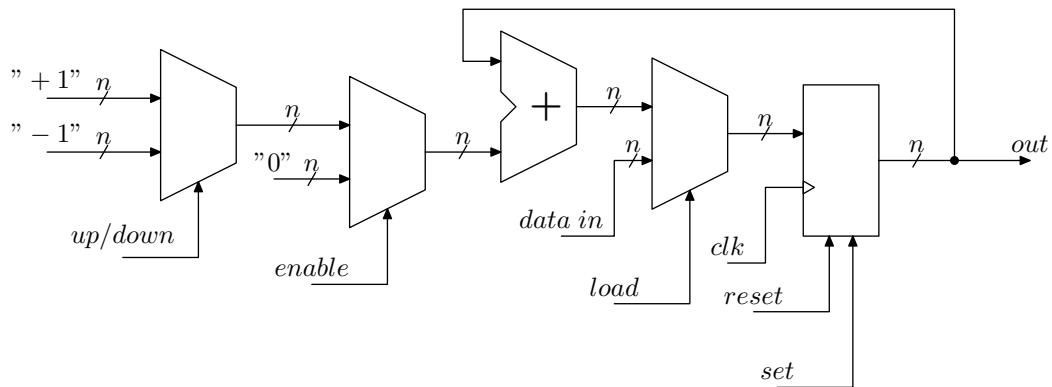 " + 1" n
" − 1" n
up/down
n
"0" n
enable
n
+
n
n
data in
load
n
clk
reset
set
n
out